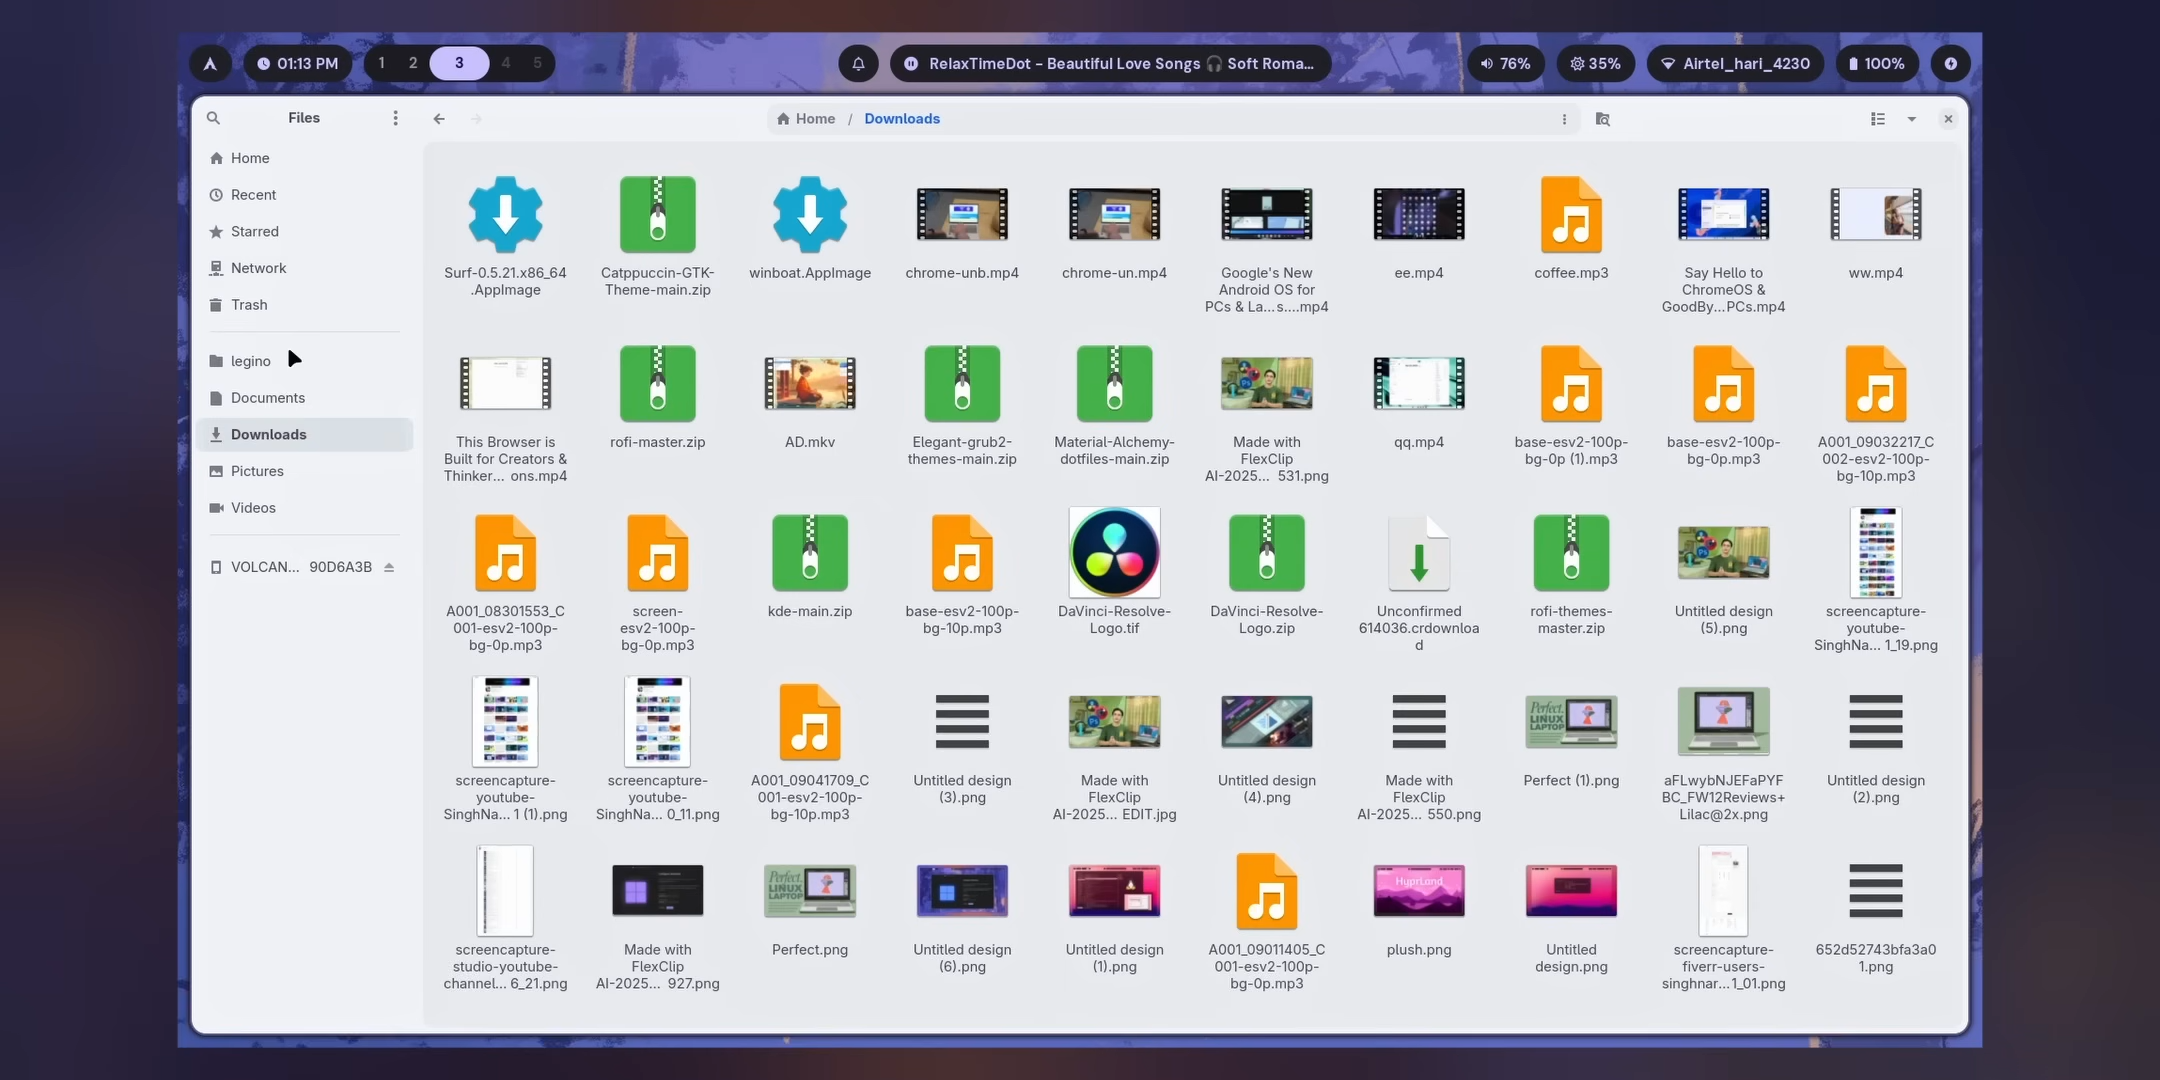 01:13 PM
1 2 3 4 5
RelaxTimeDot - Beautiful Love Songs 🎧 Soft Roma...
76%
35%
Airtel_hari_4230
100%
Files
Home / Downloads
Home
Recent
Starred
Network
Trash
legino
Documents
Downloads
Pictures
Videos
VOLCAN... 90D6A3B
Surf-0.5.21.x86_64
.AppImage
Catppuccin-GTK-
Theme-main.zip
winboat.AppImage
chrome-unb.mp4
chrome-un.mp4
Google's New
Android OS for
PCs & La...s....mp4
ee.mp4
coffee.mp3
Say Hello to
ChromeOS &
GoodBy...PCs.mp4
ww.mp4
This Browser is
Built for Creators &
Thinker... ons.mp4
rofi-master.zip
AD.mkv
Elegant-grub2-
themes-main.zip
Material-Alchemy-
dotfiles-main.zip
Made with
FlexClip
AI-2025... 531.png
qq.mp4
base-esv2-100p-
bg-0p (1).mp3
base-esv2-100p-
bg-0p.mp3
A001_09032217_C
002-esv2-100p-
bg-10p.mp3
A001_08301553_C
001-esv2-100p-
bg-0p.mp3
screen-
esv2-100p-
bg-0p.mp3
kde-main.zip
base-esv2-100p-
bg-10p.mp3
DaVinci-Resolve-
Logo.tif
DaVinci-Resolve-
Logo.zip
Unconfirmed
614036.crdownloa
d
rofi-themes-
master.zip
Untitled design
(5).png
screencapture-
youtube-
SinghNa... 1_19.png
screencapture-
youtube-
SinghNa... 1 (1).png
screencapture-
youtube-
SinghNa... 0_11.png
A001_09041709_C
001-esv2-100p-
bg-10p.mp3
Untitled design
(3).png
Made with
FlexClip
AI-2025... EDIT.jpg
Untitled design
(4).png
Made with
FlexClip
AI-2025... 550.png
Perfect.
LINUX
LAPTOP
Perfect (1).png
aFLwybNJEFaPYF
BC_FW12Reviews+
Lilac@2x.png
Untitled design
(2).png
screencapture-
studio-youtube-
channel... 6_21.png
Made with
FlexClip
AI-2025... 927.png
Perfect.
LINUX
LAPTOP
Perfect.png
Untitled design
(6).png
Untitled design
(1).png
A001_09011405_C
001-esv2-100p-
bg-0p.mp3
HyprLand
plush.png
Untitled
design.png
screencapture-
fiverr-users-
singhnar...1_01.png
652d52743bfa3a0
1.png